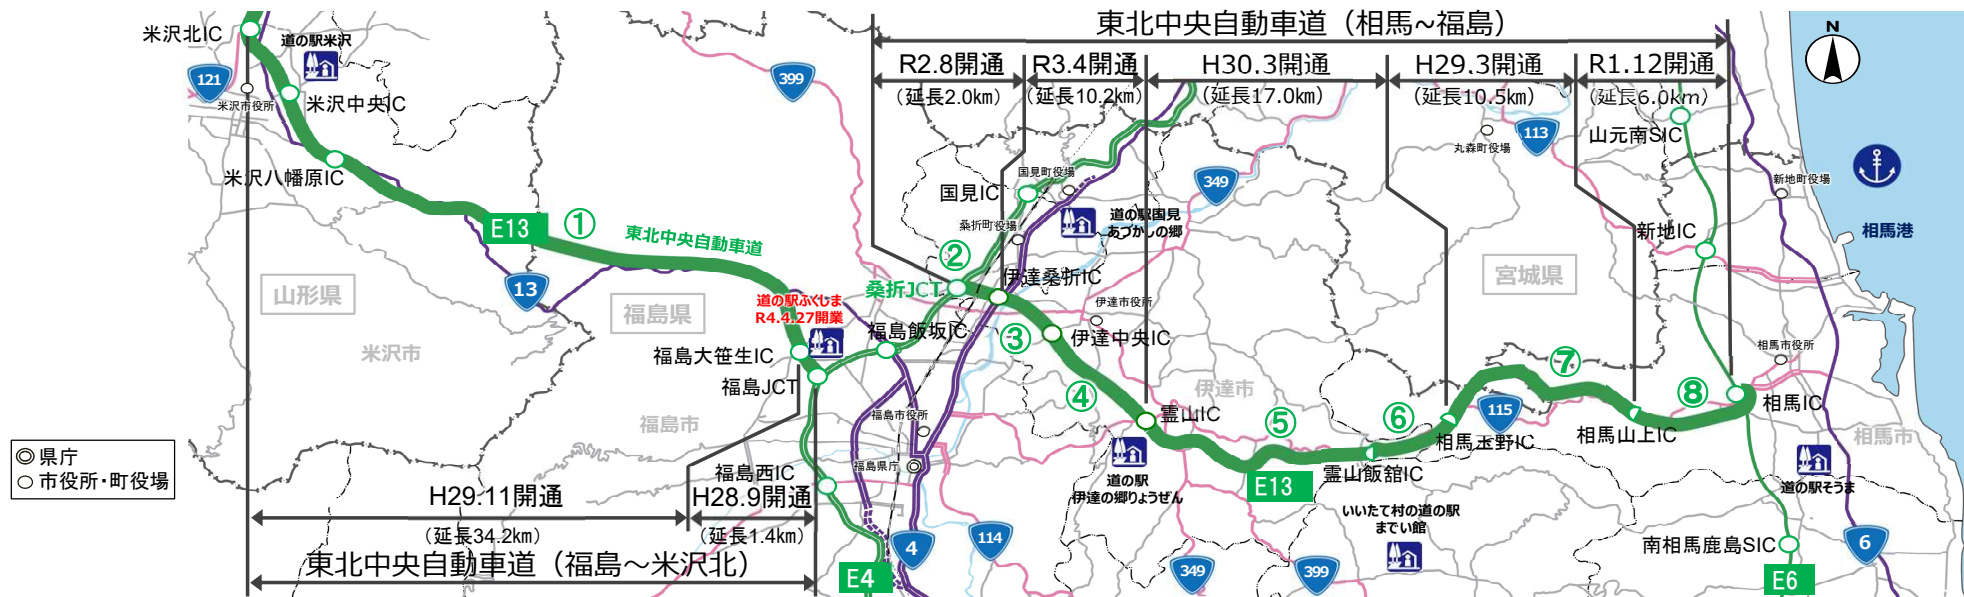 東北中央自動車道（相馬~福島）
R2.8開通
（延長2.0km）
R3.4開通
（延長10.2km）
H30.3開通
（延長17.0km）
H29.3開通
（延長10.5km）
R1.12開通
（延長6.0km）
N
米沢北IC
道の駅米沢
121
米沢市役所
米沢中央IC
399
米沢八幡原IC
E13
①
東北中央自動車道
13
山形県
福島県
米沢市
道の駅ふくしま
R4.4.27開業
福島大笹生IC
福島JCT
福島市
福島飯坂IC
桑折JCT
②
国見IC
国見町役場
桑折町役場
道の駅国見
あつかしの郷
349
伊達桑折IC
伊達市役所
③
伊達中央IC
④
霊山IC
伊達市
⑤
⑥
⑦
⑧
丸森町役場
113
山元南SIC
新地町役場
新地IC
宮城県
相馬港
相馬市役所
相馬IC
相馬市
相馬山上IC
115
相馬玉野IC
霊山飯舘IC
E13
道の駅
伊達の郷りょうぜん
いいたて村の道の駅
までい館
道の駅そうま
南相馬鹿島SIC
6
E6
399
349
114
4
E4
福島市役所
福島県庁
福島西IC
◎県庁
○市役所・町役場
H29.11開通
（延長34.2km）
H28.9開通
（延長1.4km）
東北中央自動車道（福島～米沢北）